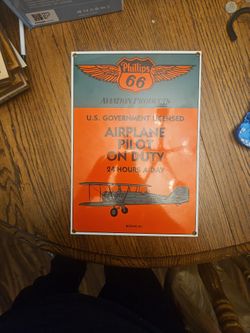 Phillips
66
AVIATION PRODUCTS
U.S. GOVERNMENT LICENSED
AIRPLANE
PILOT
ON DUTY
24 HOURS A DAY